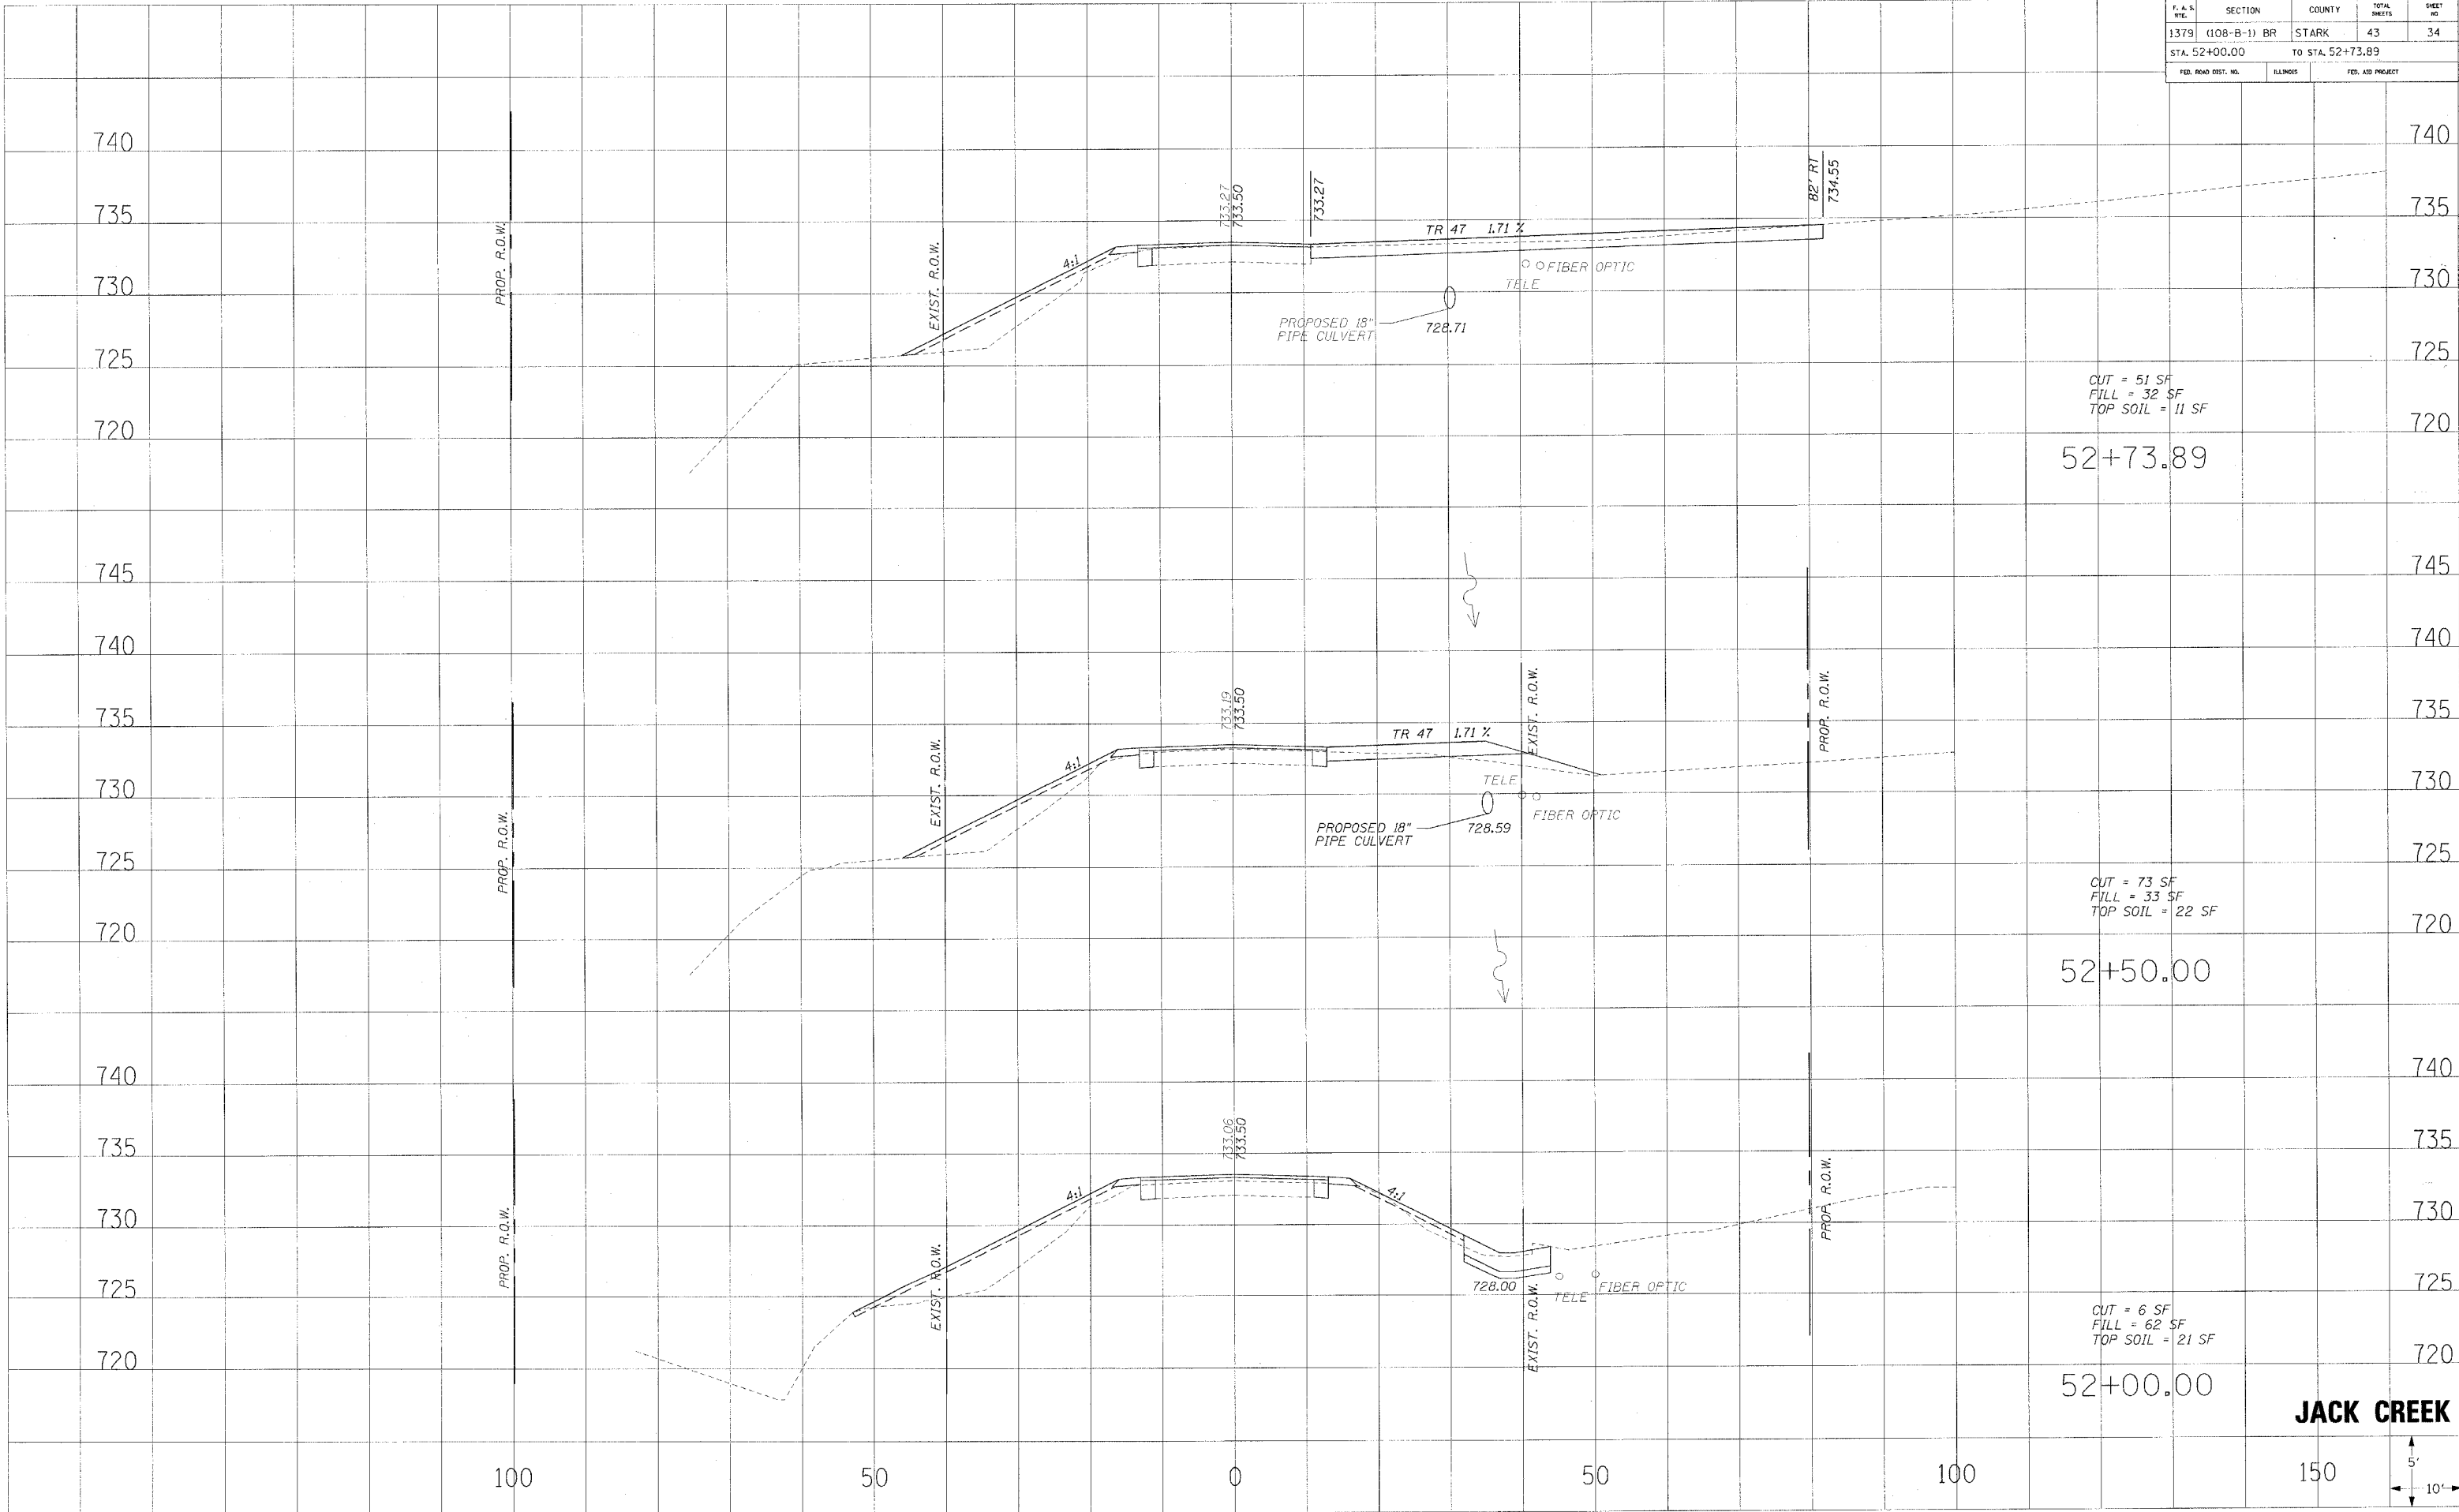 F. A. S. RTE. SECTION COUNTY TOTAL SHEETS SHEET NO
1379 (108-B-1) BR STARK 43 34
STA. 52+00.00 TO STA. 52+73.89
FED. ROAD DIST. NO. ILLINOIS FED. AID PROJECT
740 740
735 735
730 730
725 725
720 720
PROP. R.O.W.
EXIST. R.O.W.
4:1
733.27
733.50
733.27
TR 47 1.71 %
82' RT
734.55
FIBER OPTIC
TELE
PROPOSED 18"
PIPE CULVERT
728.71
CUT = 51 SF
FILL = 32 SF
TOP SOIL = 11 SF
52+73.89
745 745
740 740
735 735
730 730
725 725
720 720
PROP. R.O.W.
EXIST. R.O.W.
4:1
733.19
733.50
TR 47 1.71 %
EXIST. R.O.W.
PROP. R.O.W.
TELE
FIBER OPTIC
PROPOSED 18"
PIPE CULVERT
728.59
CUT = 73 SF
FILL = 33 SF
TOP SOIL = 22 SF
52+50.00
740 740
735 735
730 730
725 725
720 720
PROP. R.O.W.
EXIST. R.O.W.
4:1
733.06
733.50
4:1
728.00
EXIST. R.O.W.
TELE
FIBER OPTIC
PROP. R.O.W.
CUT = 6 SF
FILL = 62 SF
TOP SOIL = 21 SF
52+00.00
JACK CREEK
100 50 0 50 100 150
5'
10'